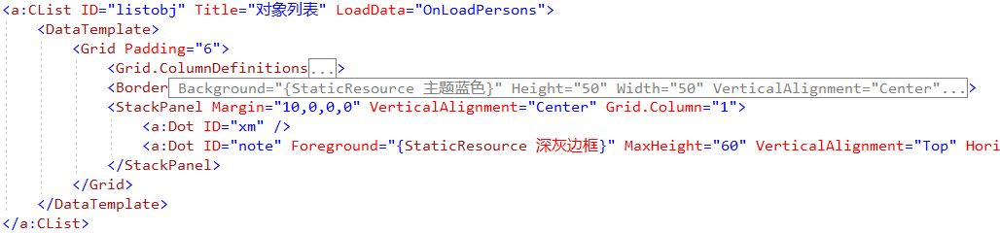 <a:CList ID="listobj" Title="对象列表" LoadData="OnLoadPersons">
<DataTemplate>
<Grid Padding="6">
<Grid.ColumnDefinitions...>
<Border Background="{StaticResource 主题蓝色}" Height="50" Width="50" VerticalAlignment="Center"...>
<StackPanel Margin="10,0,0,0" VerticalAlignment="Center" Grid.Column="1">
<a:Dot ID="xm" />
<a:Dot ID="note" Foreground="{StaticResource 深灰边框}" MaxHeight="60" VerticalAlignment="Top" Hori
</StackPanel>
</Grid>
</DataTemplate>
</a:CList>